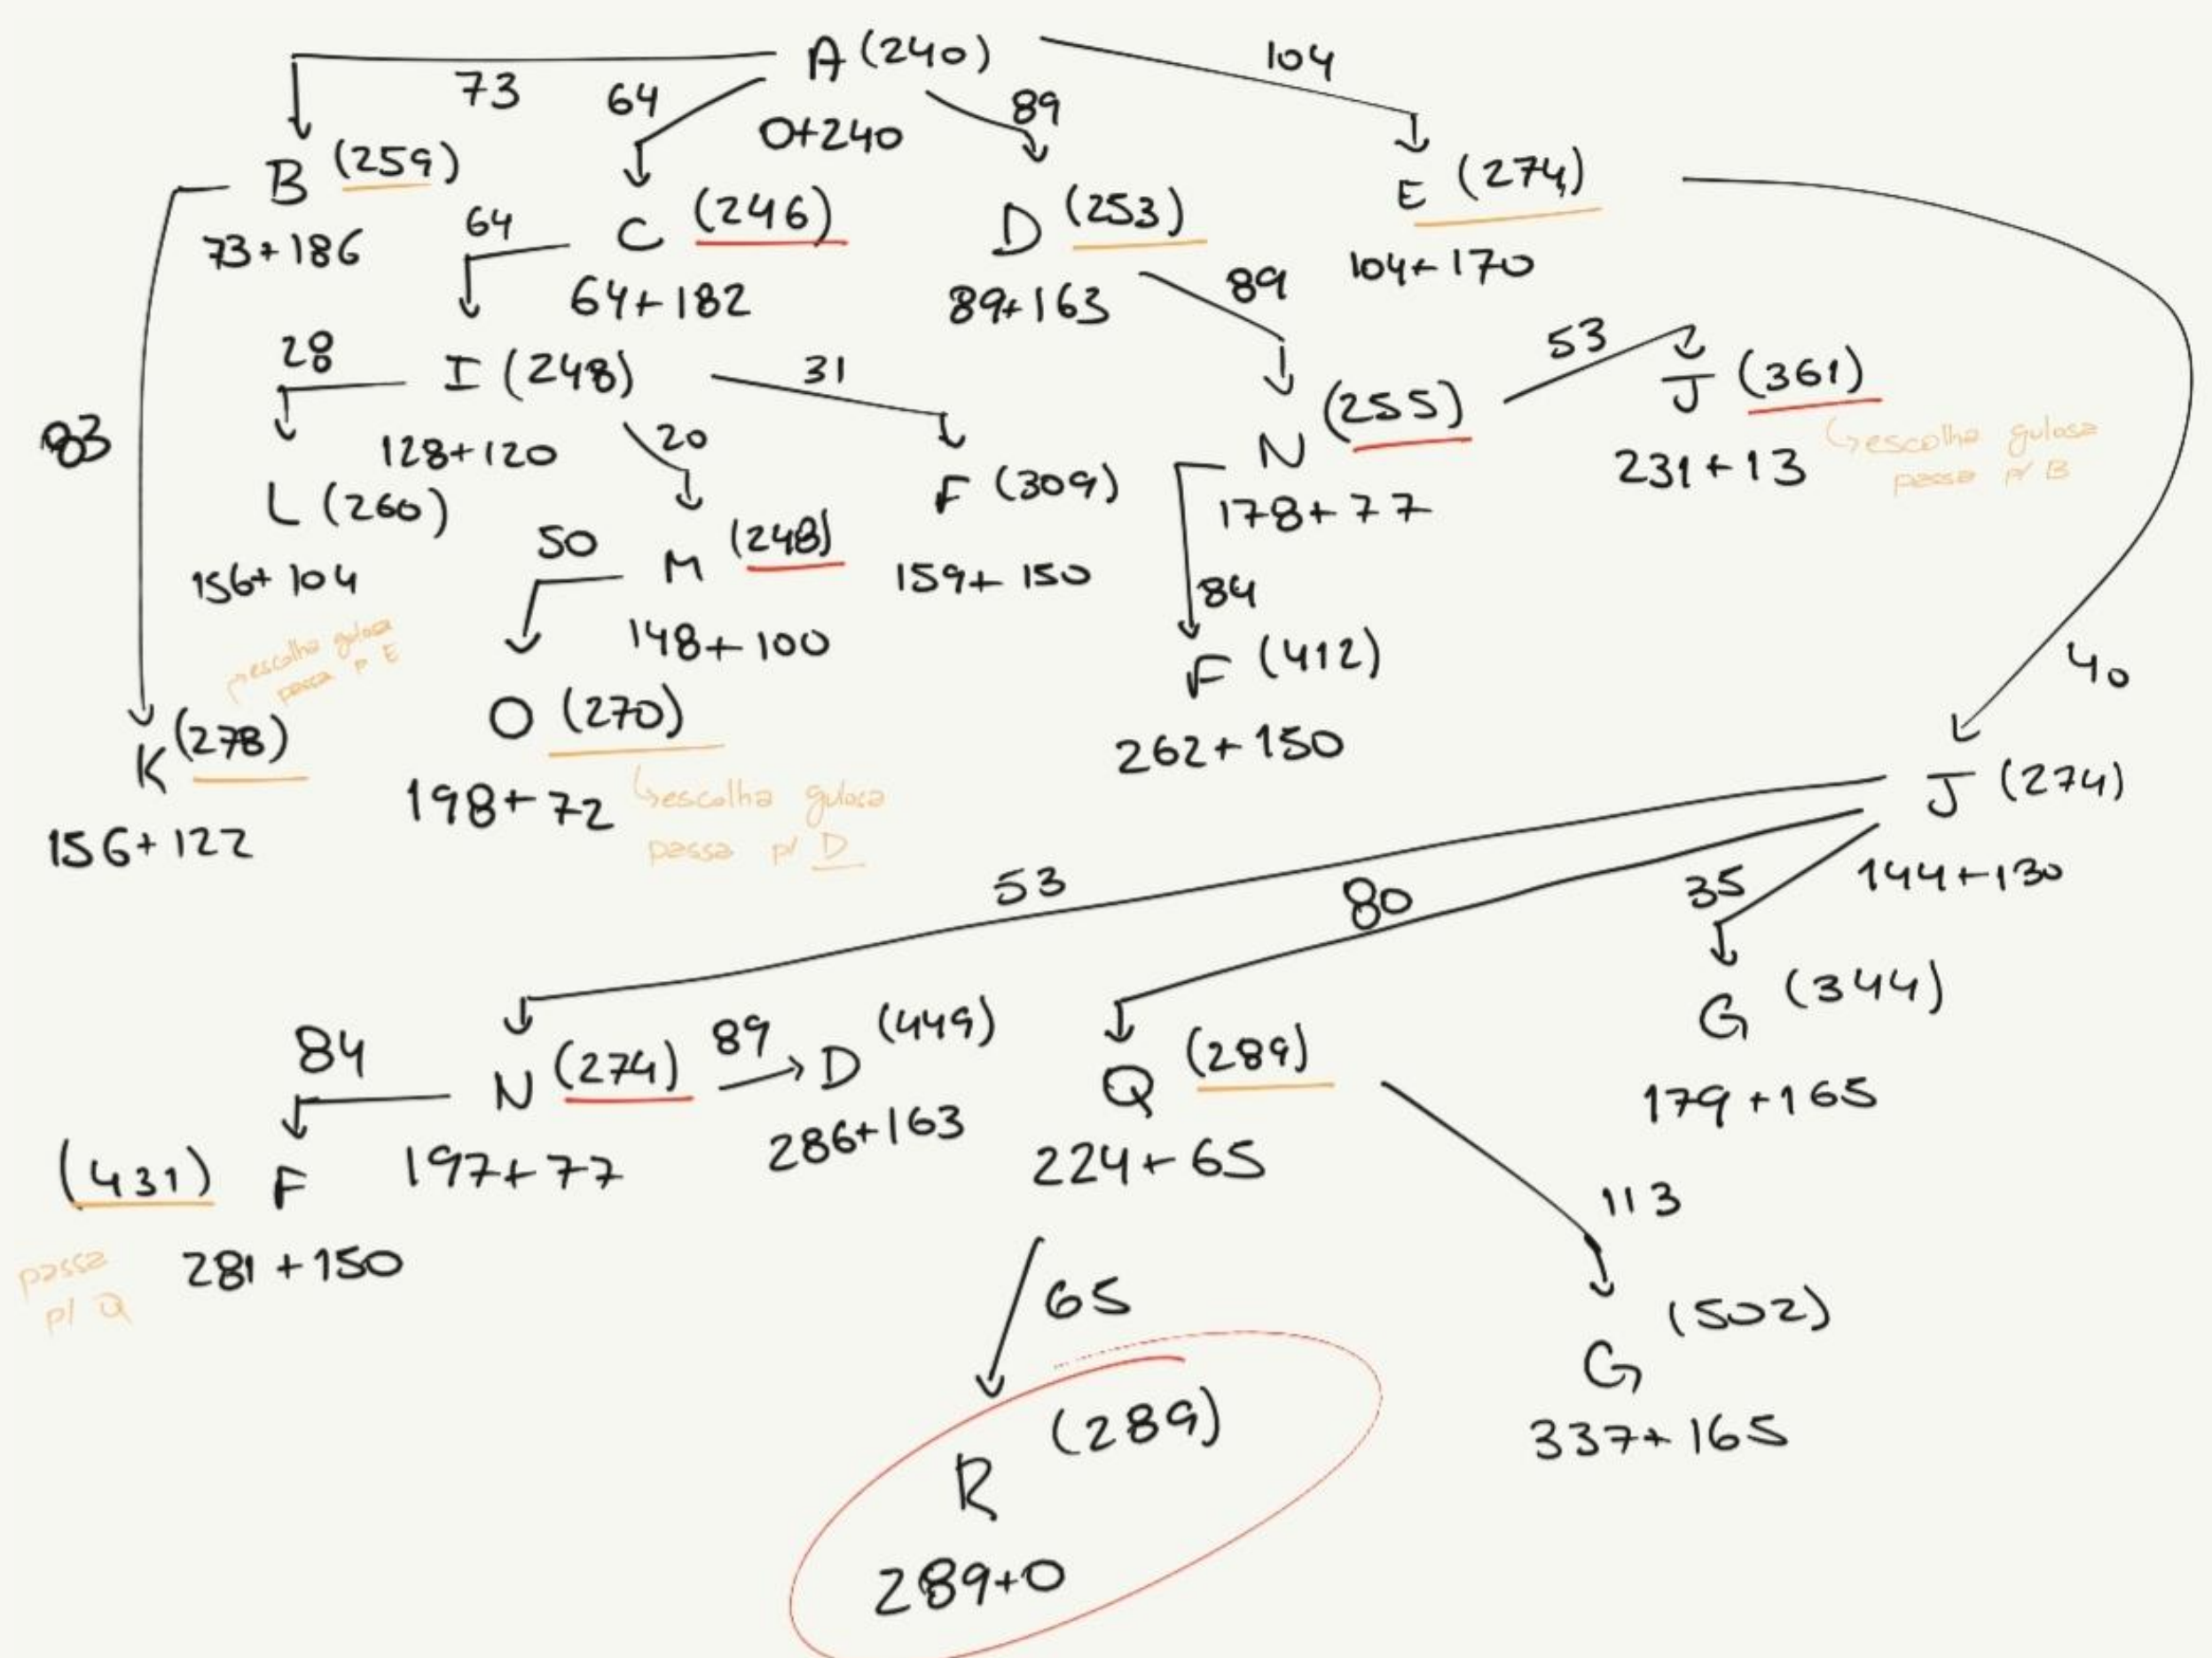 A (240)
104
73
64
89
0+240
B (259)
E (274)
73+186
64
C (246)
D (253)
104+170
64+182
89+163
89
28
I (248)
31
53
J (361)
83
128+120
20
N (255)
231+13
↳escolha gulosa
passa p/ B
L (260)
F (309)
178+77
50
M (248)
156+104
159+150
84
escolha gulosa
passa p E
148+100
F (412)
40
K (278)
O (270)
262+150
J (274)
156+122
198+72
↳escolha gulosa
passa p/ D
144+130
53
80
35
G (344)
84
N (274)
89
D (449)
Q (289)
179+165
(431) F
197+77
286+163
224+65
113
passa
p/ Q
281+150
65
G (502)
337+165
R (289)
289+0